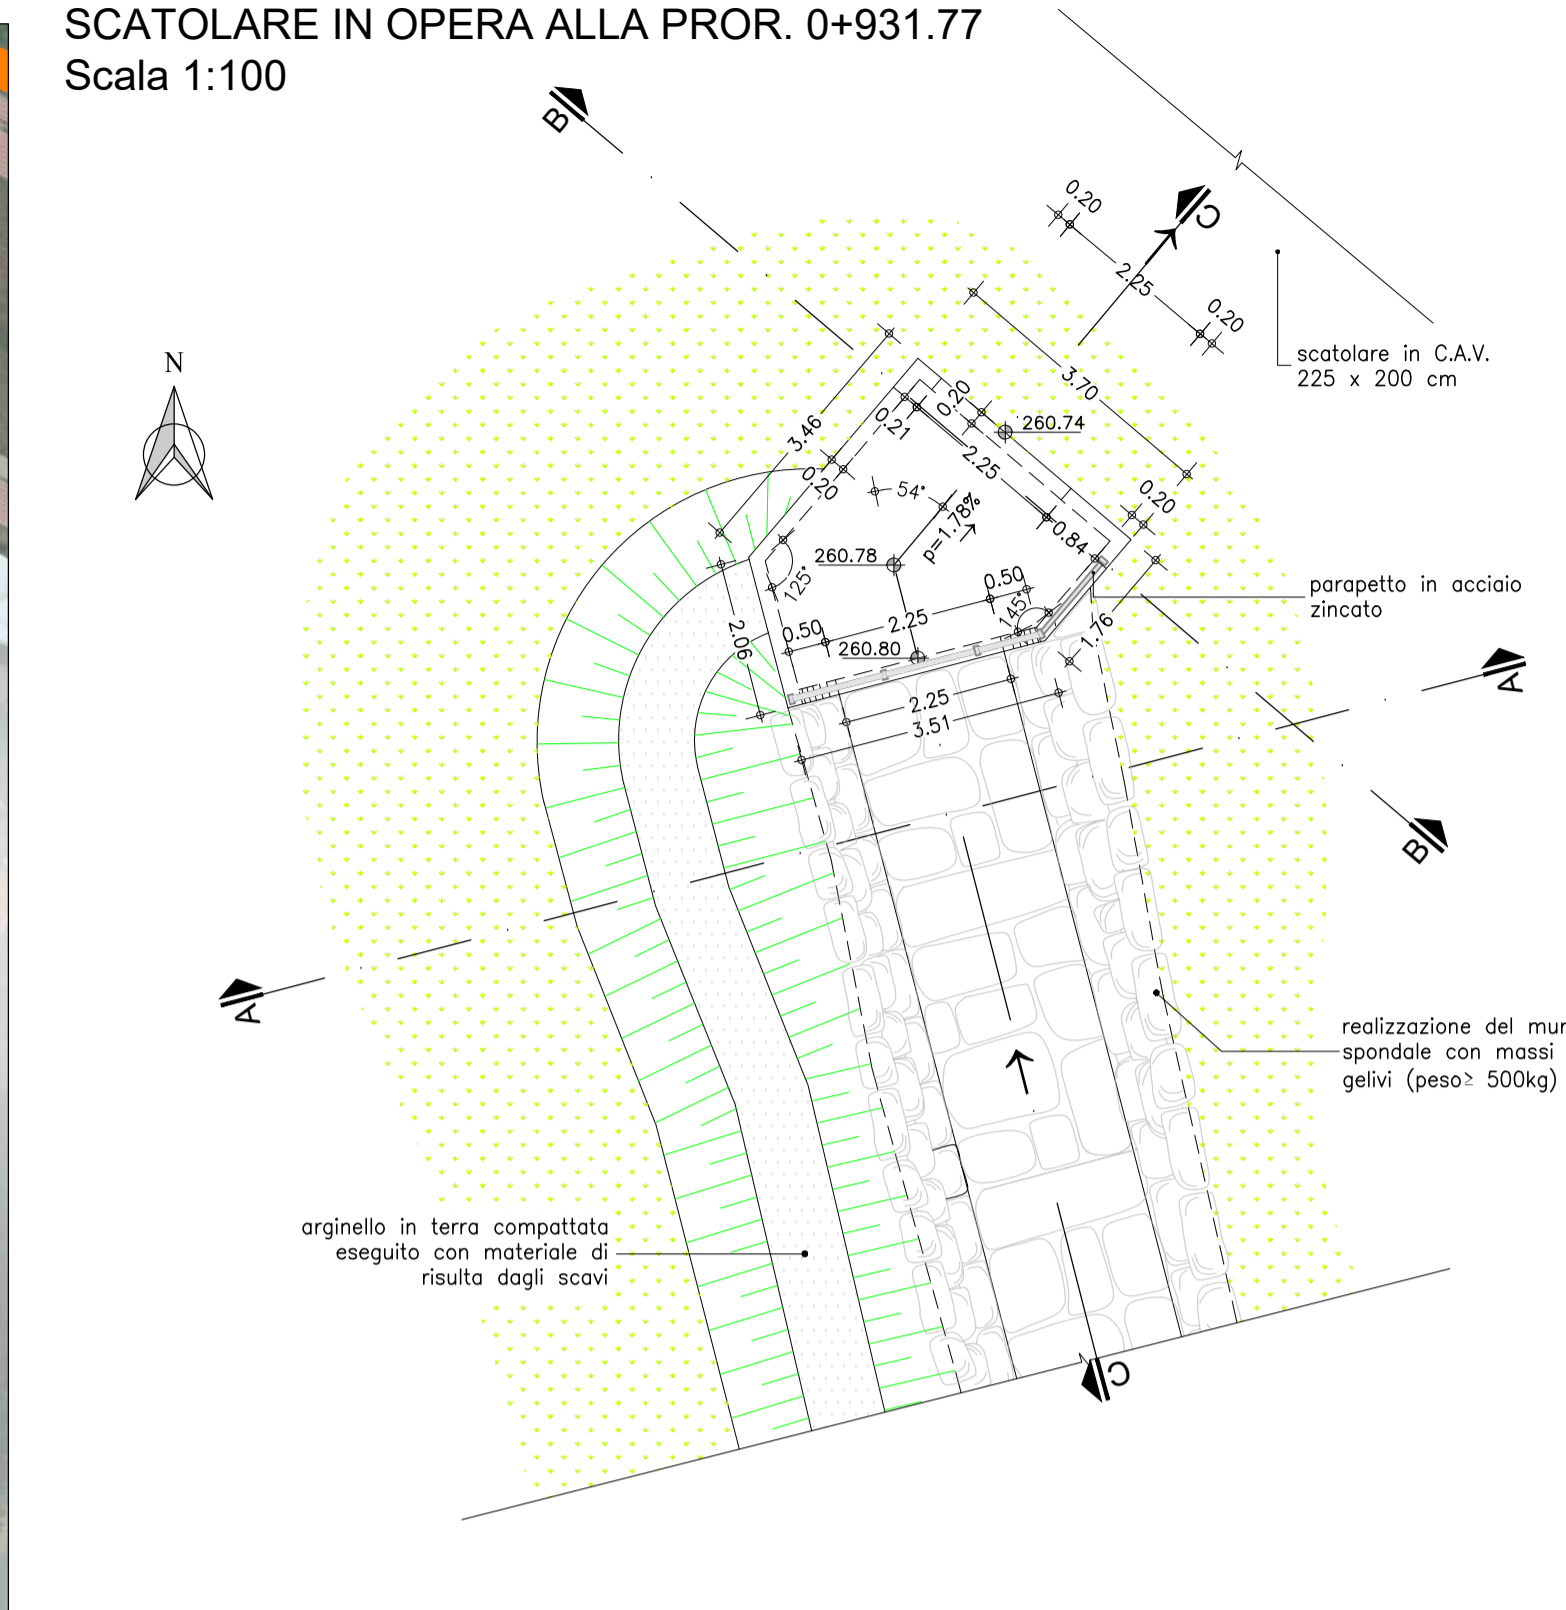 SCATOLARE IN OPERA ALLA PROR. 0+931.77
Scala 1:100
B
C
0.20
2.25
0.20
scatolare in C.A.V.
225 x 200 cm
N
3.70
3.46
0.21
0.20
260.74
2.25
0.20
54°
0.20
0.84
p=1.78%
260.78
125°
parapetto in acciaio
zincato
0.50
145°
2.25
0.50
2.06
260.80
1.76
2.25
3.51
A
B
A
realizzazione del mur
spondale con massi
gelivi (peso≥ 500kg)
arginello in terra compattata
eseguito con materiale di
risulta dagli scavi
C